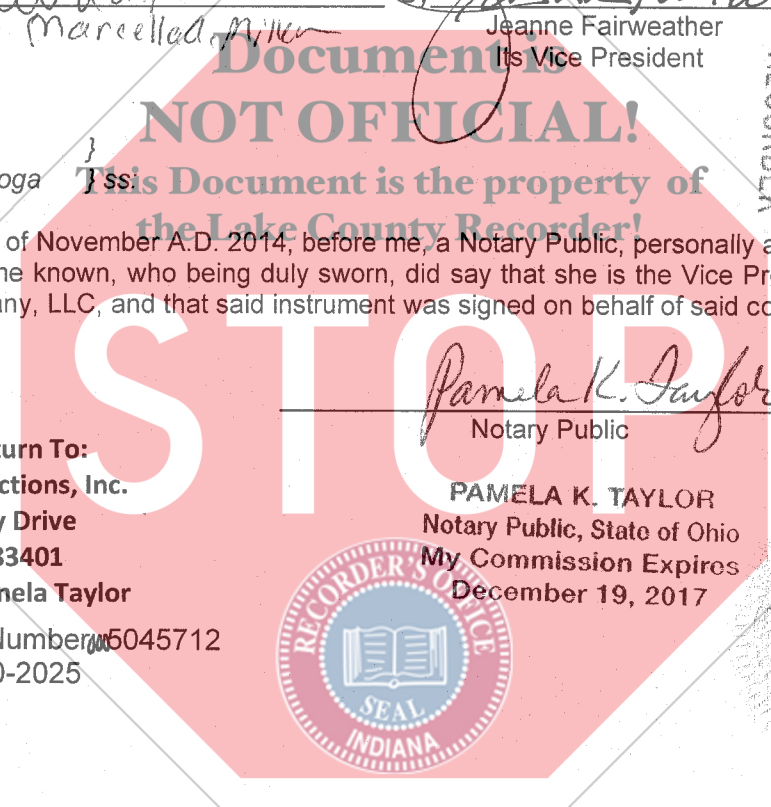 Marcella J. Miller
Jeanne Fairweather
Its Vice President
Document is
NOT OFFICIAL!
This Document is the property of
the Lake County Recorder!
}
oga } ss:
of November A.D. 2014, before me, a Notary Public, personally a
ne known, who being duly sworn, did say that she is the Vice Pr
any, LLC, and that said instrument was signed on behalf of said co
STOP
Pamela K. Taylor
Notary Public
turn To:
ctions, Inc.
y Drive
83401
mela Taylor
PAMELA K. TAYLOR
Notary Public, State of Ohio
My Commission Expires
December 19, 2017
Number 5045712
0-2025
RECORDER'S OFFICE
SEAL
INDIANA
RECORDER